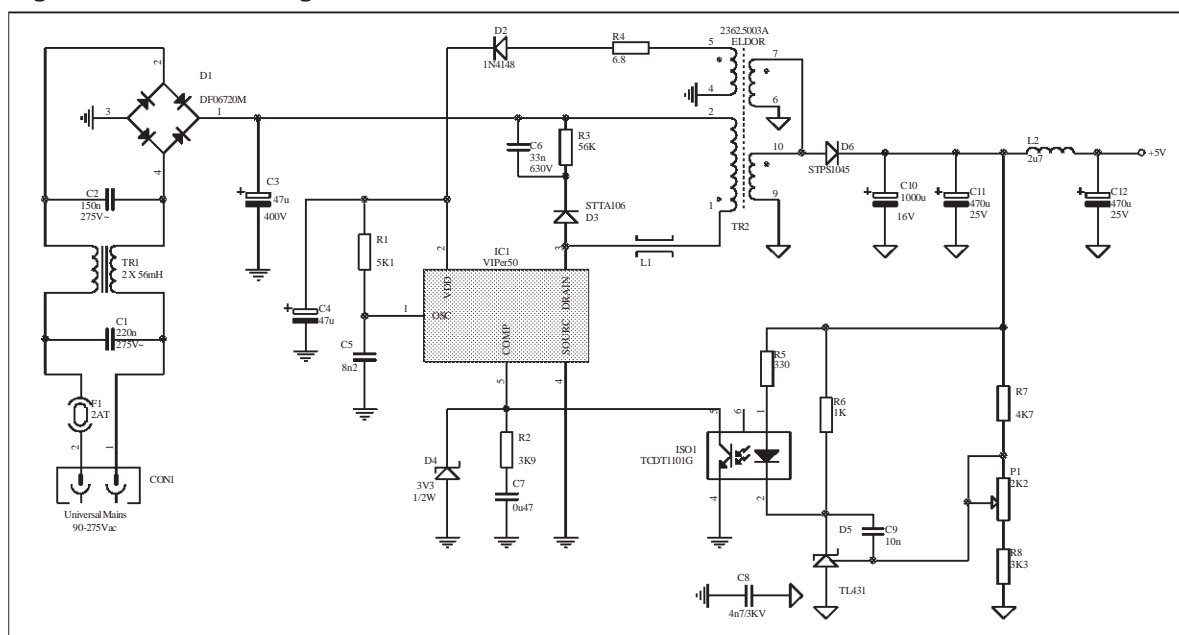 D2
1N4148
R4
6.8
23625003A
ELDOR
5
4
7
6
2
D1
DF06720M
3
1
4
C6
33n
630V
R3
56K
2
10
9
1
TR2
D6
STPS1045
L2
2u7
+5V
C2
150n
275V~
C3
47u
400V
STTA106
D3
C10
1000u
16V
C11
470u
25V
C12
470u
25V
TR1
2 X 56mH
R1
5K1
2
IC1
VIPer50
3
L1
VDD
OSC
DRAIN
COMP
SOURC
1
C4
47u
C1
220n
275V~
C5
8n2
5
4
R5
330
R6
1K
R7
4K7
F1
2AT
2
1
CON1
Universal Mains
90-275Vac
D4
3V3
1/2W
R2
3K9
C7
0u47
ISO1
TCDT1101G
5
6
1
4
2
P1
2K2
D5
C9
10n
R8
3K3
TL431
C8
4n7/3KV